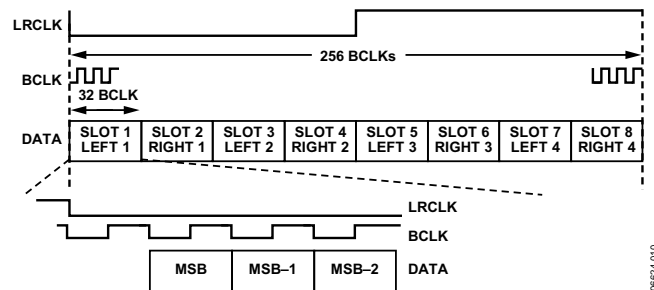 LRCLK
256 BCLKs
BCLK
32 BCLK
DATA
SLOT 1 LEFT 1
SLOT 2 RIGHT 1
SLOT 3 LEFT 2
SLOT 4 RIGHT 2
SLOT 5 LEFT 3
SLOT 6 RIGHT 3
SLOT 7 LEFT 4
SLOT 8 RIGHT 4
LRCLK
BCLK
MSB MSB–1 MSB–2 DATA
06624-010